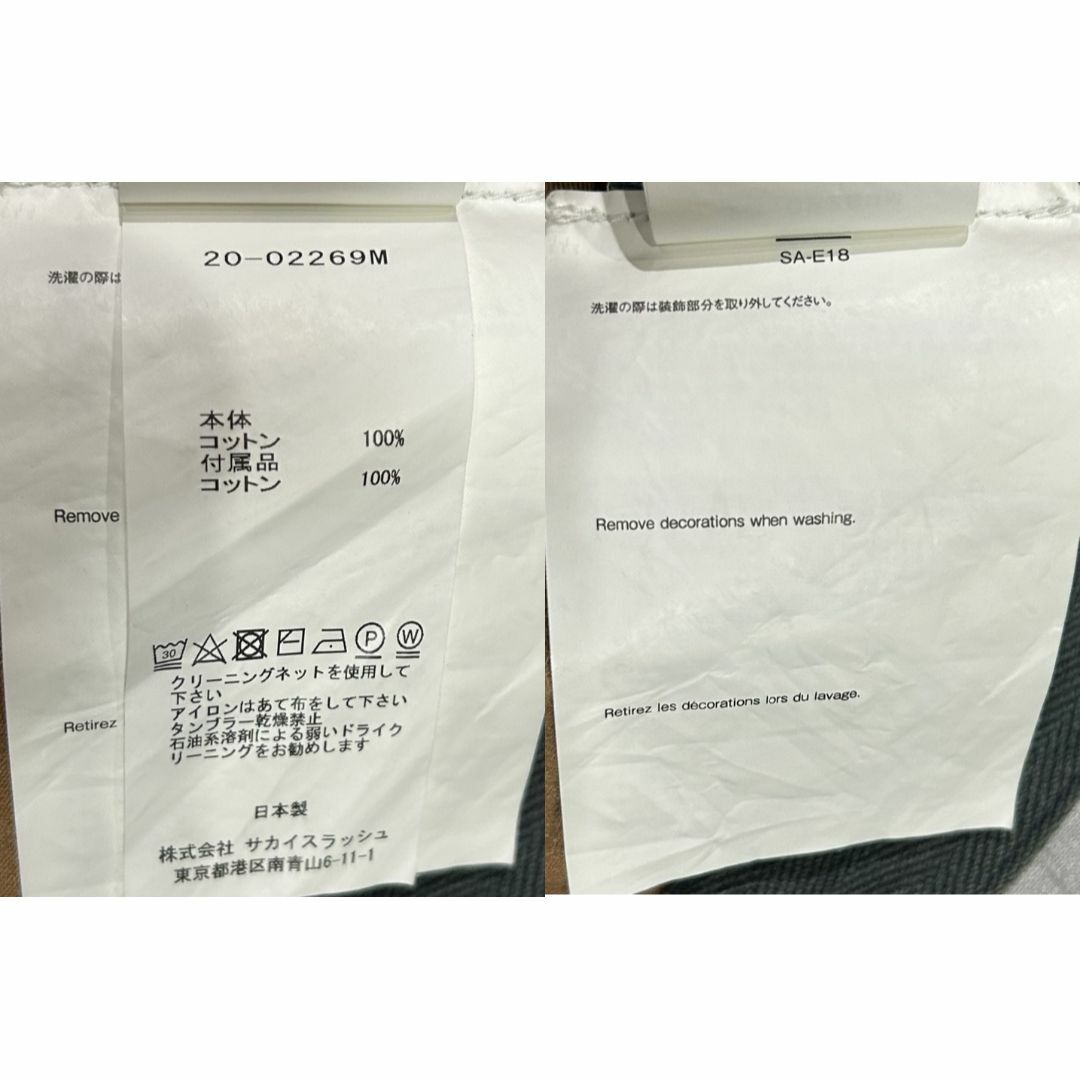 20-02269M
洗濯の際は
本体
コットン 100%
付属品
コットン 100%
Remove
30 P W
クリーニングネットを使用して
下さい
アイロンはあて布をして下さい
タンブラー乾燥禁止
石油系溶剤による弱いドライク
リーニングをお勧めします
Retirez
日本製
株式会社 サカイスラッシュ
東京都港区南青山6-11-1
SA-E18
洗濯の際は装飾部分を取り外してください。
Remove decorations when washing.
Retirez les décorations lors du lavage.